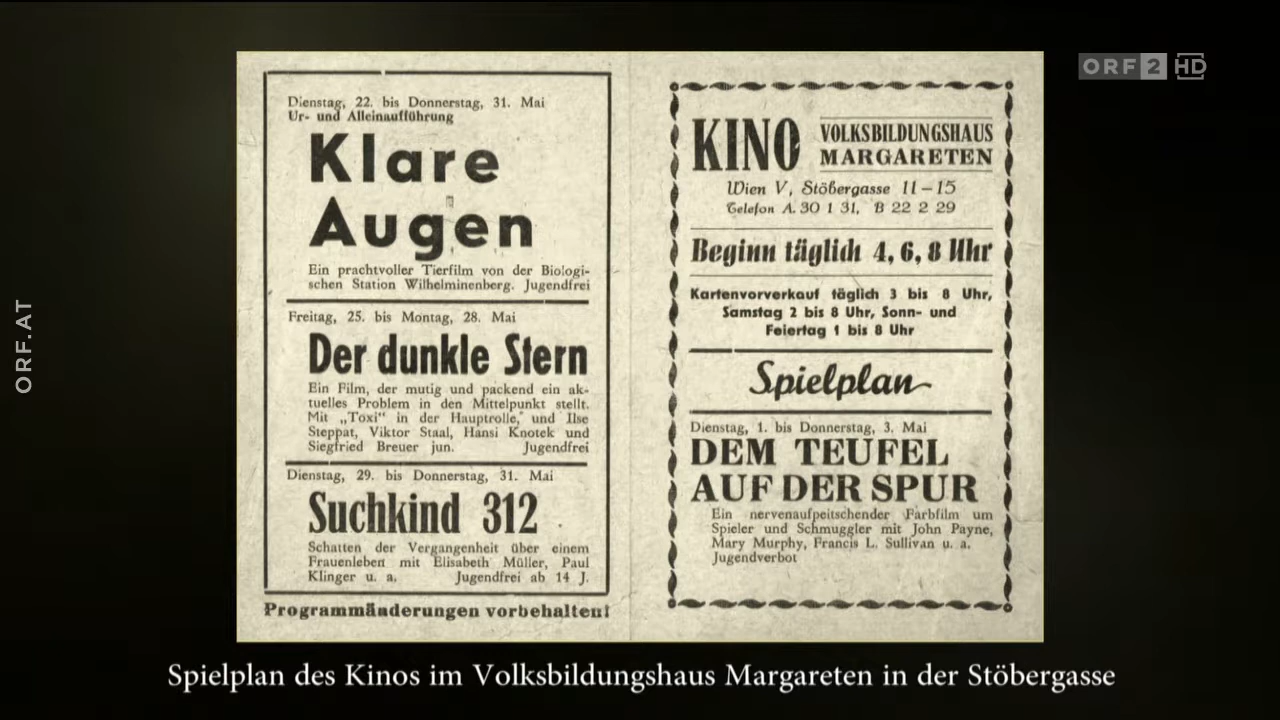 ORF 2 HD
ORF.AT
Dienstag, 22. bis Donnerstag, 31. Mai
Ur- und Alleinaufführung
Klare
Augen
Ein prachtvoller Tierfilm von der Biologi-
schen Station Wilhelminenberg. Jugendfrei
Freitag, 25. bis Montag, 28. Mai
Der dunkle Stern
Ein Film, der mutig und packend ein ak-
tuelles Problem in den Mittelpunkt stellt.
Mit „Toxi" in der Hauptrolle, und Ilse
Steppat, Viktor Staal, Hansi Knotek und
Siegfried Breuer jun. Jugendfrei
Dienstag, 29. bis Donnerstag, 31. Mai
Suchkind 312
Schatten der Vergangenheit über einem
Frauenleben mit Elisabeth Müller, Paul
Klinger u. a. Jugendfrei ab 14 J.
Programmänderungen vorbehalten!
KINO VOLKSBILDUNGSHAUS
MARGARETEN
Wien V, Stöbergasse 11–15
Telefon A. 30 1 31, B 22 2 29
Beginn täglich 4, 6, 8 Uhr
Kartenvorverkauf täglich 3 bis 8 Uhr,
Samstag 2 bis 8 Uhr, Sonn- und
Feiertag 1 bis 8 Uhr
Spielplan
Dienstag, 1. bis Donnerstag, 3. Mai
DEM TEUFEL
AUF DER SPUR
Ein nervenaufpeitschender Farbfilm um
Spieler und Schmuggler mit John Payne,
Mary Murphy, Francis L. Sullivan u. a.
Jugendverbot
Spielplan des Kinos im Volksbildungshaus Margareten in der Stöbergasse